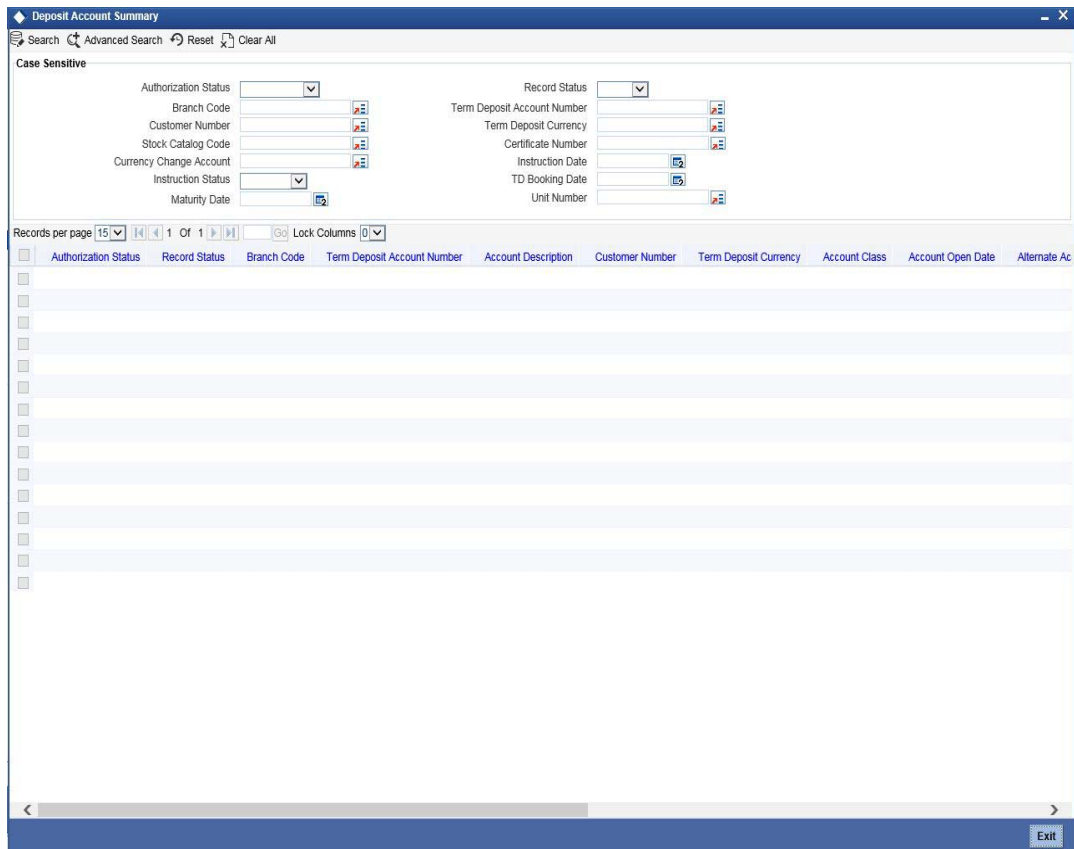 Deposit Account Summary
Search Advanced Search Reset Clear All
Case Sensitive
Authorization Status Record Status
Branch Code Term Deposit Account Number
Customer Number Term Deposit Currency
Stock Catalog Code Certificate Number
Currency Change Account Instruction Date
Instruction Status TD Booking Date
Maturity Date Unit Number
Records per page 15 1 Of 1 Go Lock Columns 0
Authorization Status Record Status Branch Code Term Deposit Account Number Account Description Customer Number Term Deposit Currency Account Class Account Open Date Alternate Ac
Exit